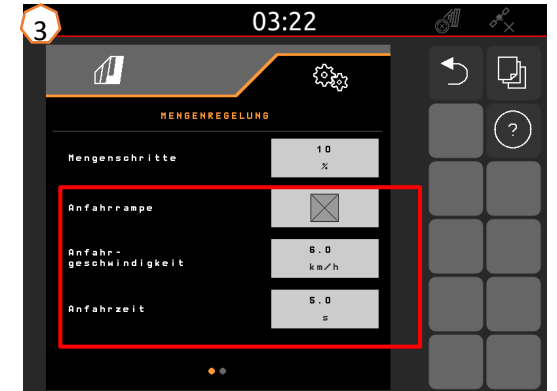 3
03:22
MENGENREGELUNG
Mengenschritte
10
%
Anfahrrampe
Anfahr-
geschwindigkeit
6.0
km/h
Anfahrzeit
5.0
s
?